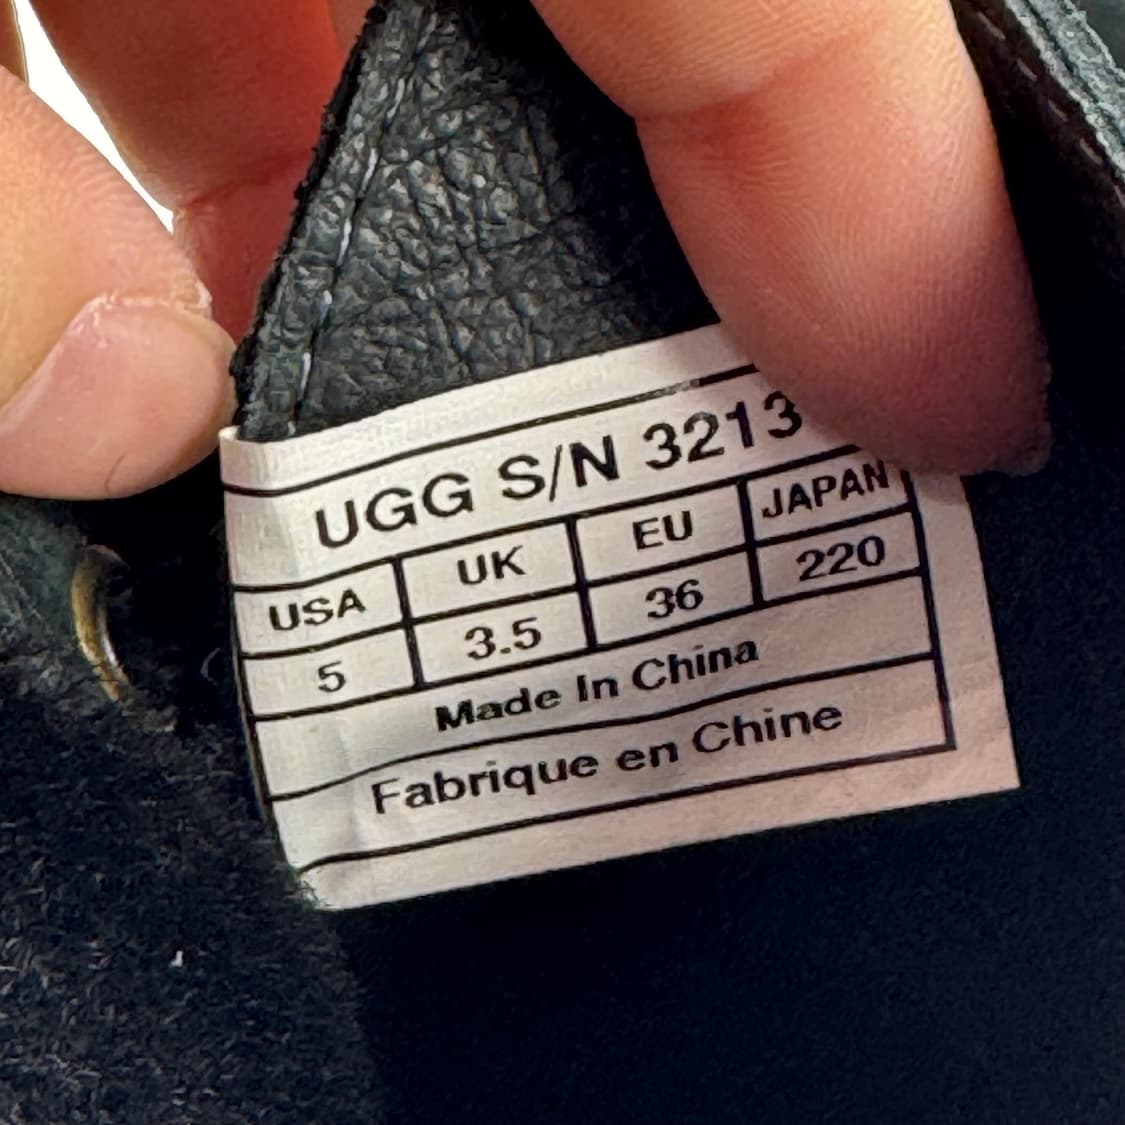 UGG S/N 3213
USA UK EU JAPAN
5 3.5 36 220
Made In China
Fabrique en Chine